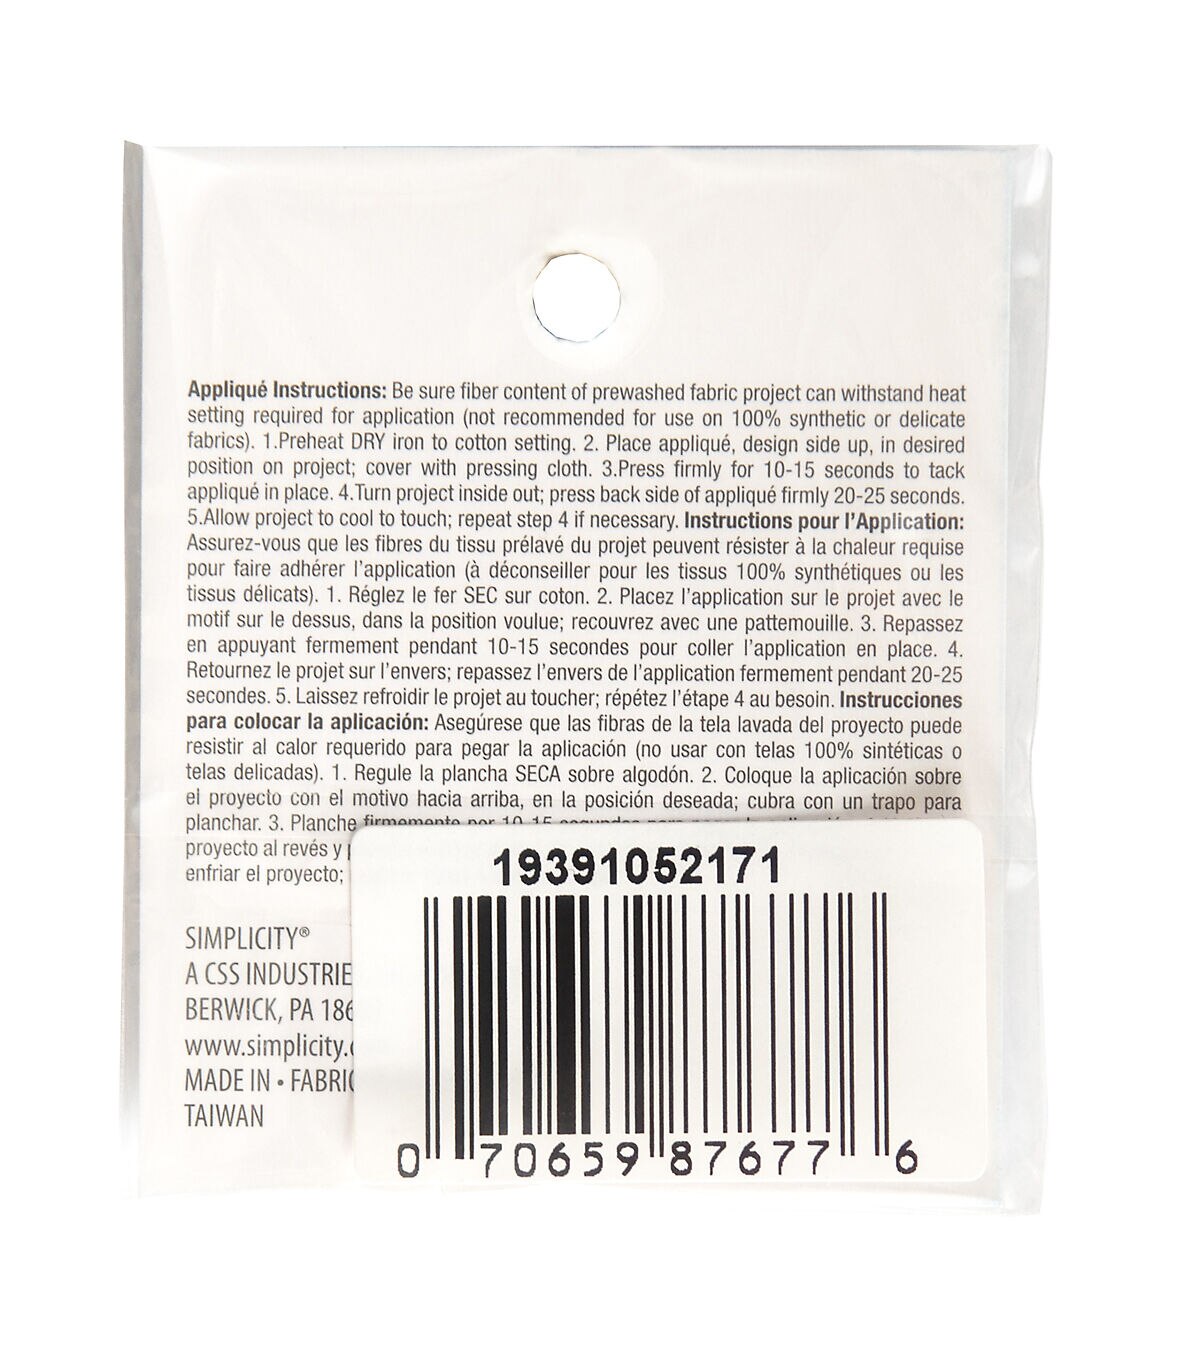 Appliqué Instructions: Be sure fiber content of prewashed fabric project can withstand heat
setting required for application (not recommended for use on 100% synthetic or delicate
fabrics). 1.Preheat DRY iron to cotton setting. 2. Place appliqué, design side up, in desired
position on project; cover with pressing cloth. 3.Press firmly for 10-15 seconds to tack
appliqué in place. 4.Turn project inside out; press back side of appliqué firmly 20-25 seconds.
5.Allow project to cool to touch; repeat step 4 if necessary. Instructions pour l'Application:
Assurez-vous que les fibres du tissu prélavé du projet peuvent résister à la chaleur requise
pour faire adhérer l'application (à déconseiller pour les tissus 100% synthétiques ou les
tissus délicats). 1. Réglez le fer SEC sur coton. 2. Placez l'application sur le projet avec le
motif sur le dessus, dans la position voulue; recouvrez avec une pattemouille. 3. Repassez
en appuyant fermement pendant 10-15 secondes pour coller l'application en place. 4.
Retournez le projet sur l'envers; repassez l'envers de l'application fermement pendant 20-25
secondes. 5. Laissez refroidir le projet au toucher; répétez l'étape 4 au besoin. Instrucciones
para colocar la aplicación: Asegúrese que las fibras de la tela lavada del proyecto puede
resistir al calor requerido para pegar la aplicación (no usar con telas 100% sintéticas o
telas delicadas). 1. Regule la plancha SECA sobre algodón. 2. Coloque la aplicación sobre
el proyecto con el motivo hacia arriba, en la posición deseada; cubra con un trapo para
planchar. 3. Planche firmemente por 10-15 segundos para
proyecto al revés y
enfriar el proyecto;
19391052171
SIMPLICITY®
A CSS INDUSTRIE
BERWICK, PA 186
www.simplicity.
MADE IN • FABRIC
TAIWAN
0 70659 87677 6